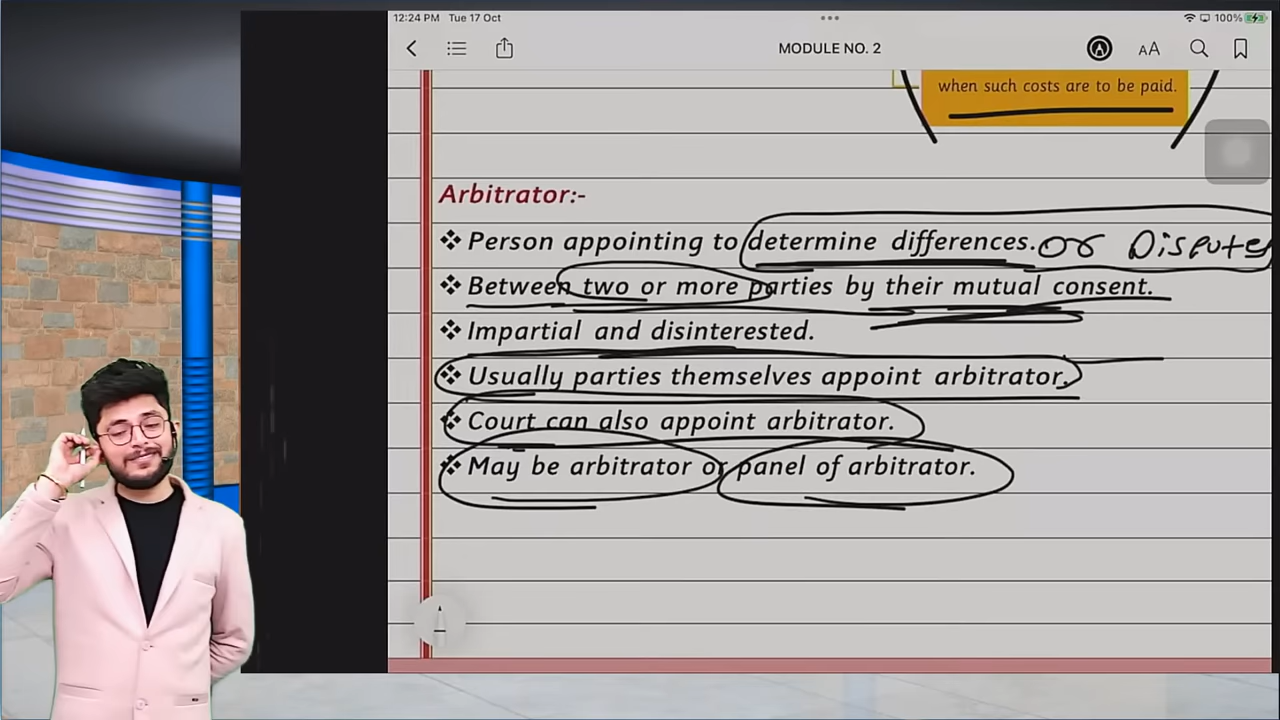 12:24 PM Tue 17 Oct
100%
MODULE NO. 2
AA
when such costs are to be paid.
Arbitrator:-
❖ Person appointing to determine differences. or Disputes
❖ Between two or more parties by their mutual consent.
❖ Impartial and disinterested.
❖ Usually parties themselves appoint arbitrator.
❖ Court can also appoint arbitrator.
❖ May be arbitrator or panel of arbitrator.